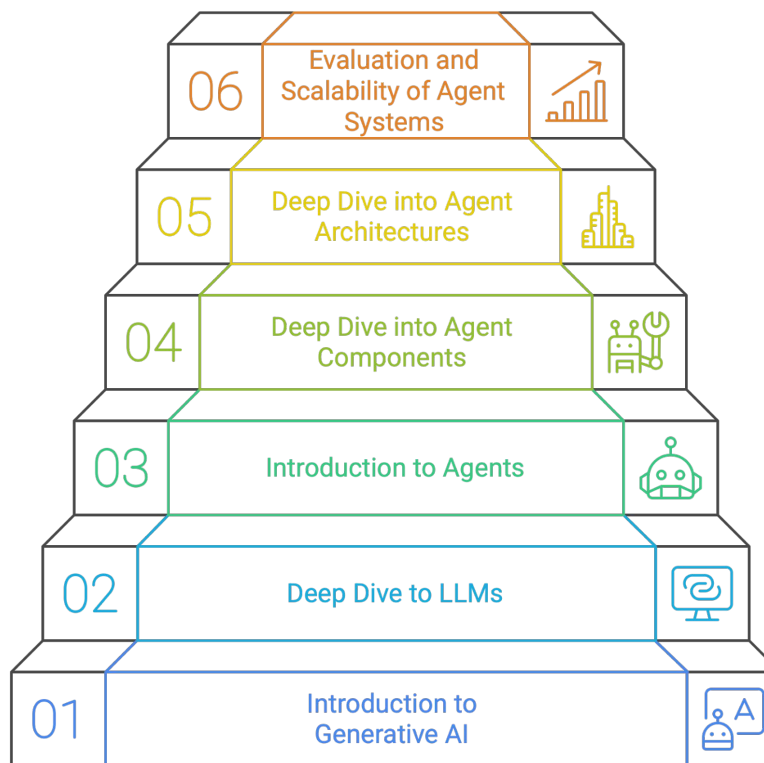 06
Evaluation and
Scalability of Agent
Systems
05
Deep Dive into Agent
Architectures
04
Deep Dive into Agent
Components
03
Introduction to Agents
02
Deep Dive to LLMs
01
Introduction to
Generative AI
A